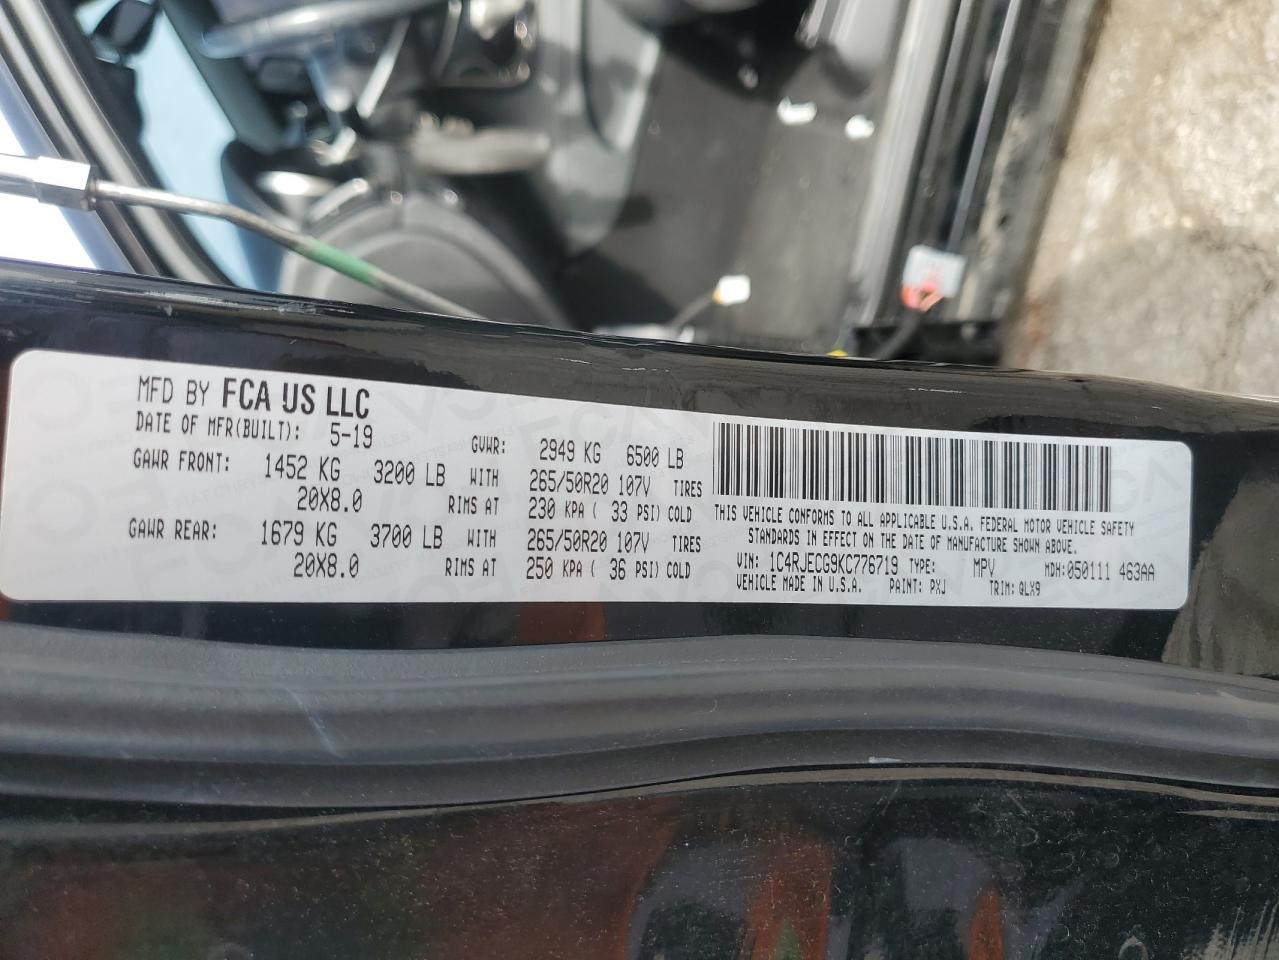 MFD BY FCA US LLC
DATE OF MFR(BUILT): 5-19 GVWR: 2949 KG 6500 LB
GAWR FRONT: 1452 KG 3200 LB WITH 265/50R20 107V TIRES
20X8.0 RIMS AT 230 KPA ( 33 PSI) COLD
GAWR REAR: 1679 KG 3700 LB WITH 265/50R20 107V TIRES
20X8.0 RIMS AT 250 KPA ( 36 PSI) COLD
THIS VEHICLE CONFORMS TO ALL APPLICABLE U.S.A. FEDERAL MOTOR VEHICLE SAFETY
STANDARDS IN EFFECT ON THE DATE OF MANUFACTURE SHOWN ABOVE.
VIN: 1C4RJECG9KC776719 TYPE: MPV MDH:050111 463AA
VEHICLE MADE IN U.S.A. PAINT: PXJ TRIM: QLX9